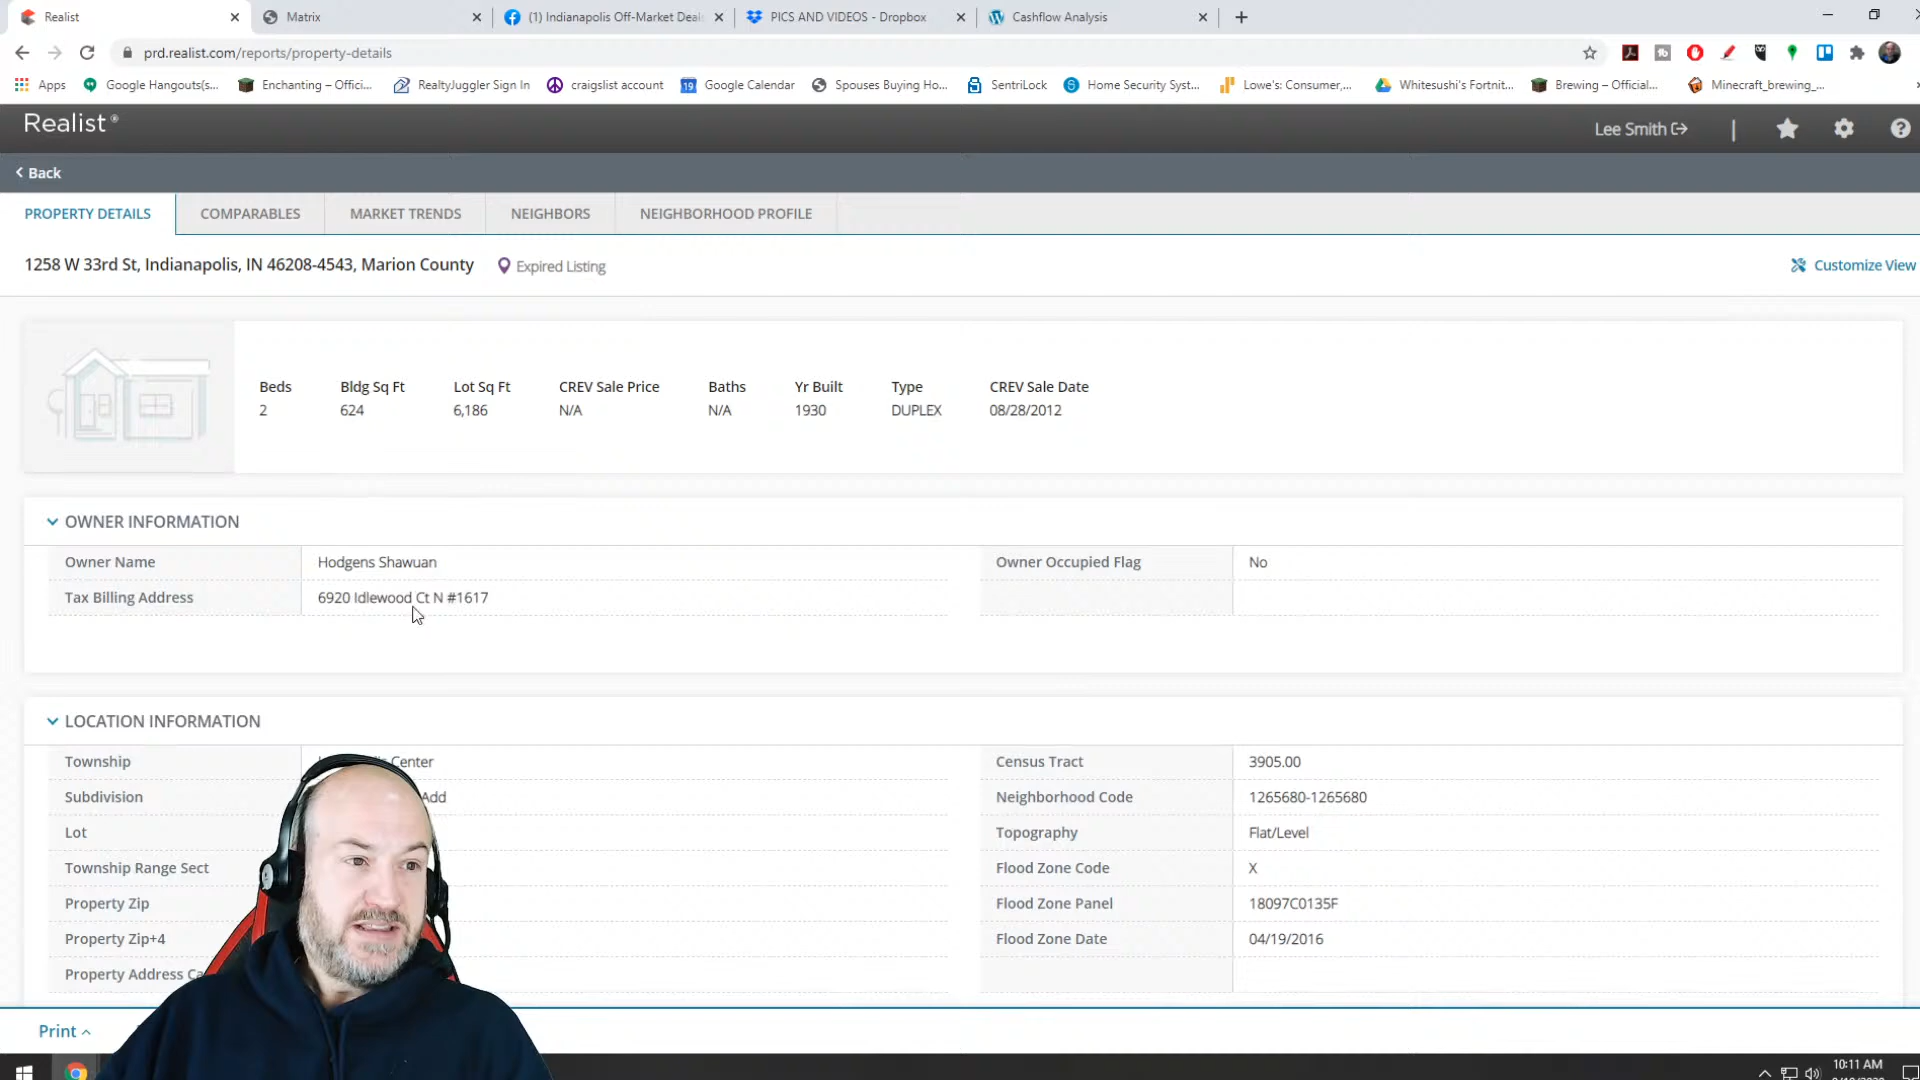 Realist
Matrix
(1) Indianapolis Off-Market Deal
PICS AND VIDEOS - Dropbox
Cashflow Analysis
prd.realist.com/reports/property-details
Apps
Google Hangouts(s...
Enchanting – Offici...
RealtyJuggler Sign In
craigslist account
19
Google Calendar
Spouses Buying Ho...
SentriLock
Home Security Syst...
Lowe's: Consumer,...
Whitesushi's Fortnit...
Brewing – Official...
Minecraft_brewing_...
Realist®
Lee Smith
Back
PROPERTY DETAILS
COMPARABLES
MARKET TRENDS
NEIGHBORS
NEIGHBORHOOD PROFILE
1258 W 33rd St, Indianapolis, IN 46208-4543, Marion County
Expired Listing
Customize View
Beds Bldg Sq Ft Lot Sq Ft CREV Sale Price Baths Yr Built Type CREV Sale Date
2 624 6,186 N/A N/A 1930 DUPLEX 08/28/2012
OWNER INFORMATION
Owner Name Hodgens Shawuan Owner Occupied Flag No
Tax Billing Address 6920 Idlewood Ct N #1617
LOCATION INFORMATION
Township Center Census Tract 3905.00
Subdivision Add Neighborhood Code 1265680-1265680
Lot Topography Flat/Level
Township Range Sect Flood Zone Code X
Property Zip Flood Zone Panel 18097C0135F
Property Zip+4 Flood Zone Date 04/19/2016
Property Address Ca
Print
10:11 AM